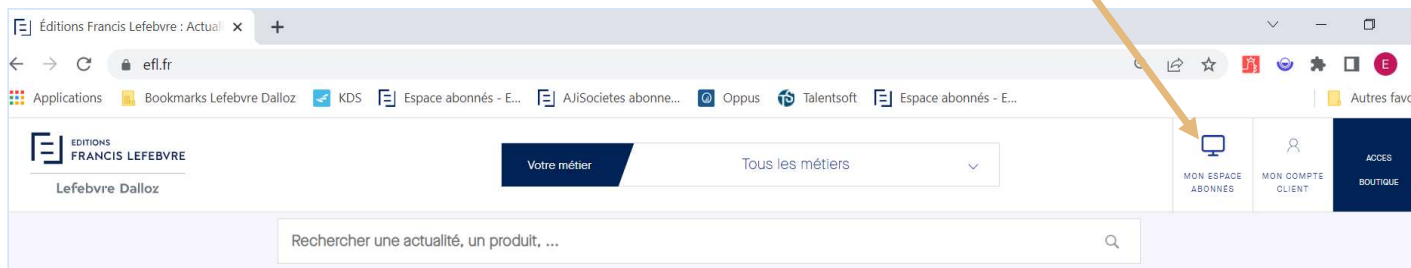 Éditions Francis Lefebvre : Actual
efl.fr
E
Applications Bookmarks Lefebvre Dalloz KDS Espace abonnés - E... AJiSocietes abonne... Oppus Talentsoft Espace abonnés - E... Autres favo
EDITIONS
FRANCIS LEFEBVRE
Lefebvre Dalloz
Votre métier Tous les métiers
MON ESPACE
ABONNÉS
MON COMPTE
CLIENT
ACCES
BOUTIQUE
Rechercher une actualité, un produit, ...